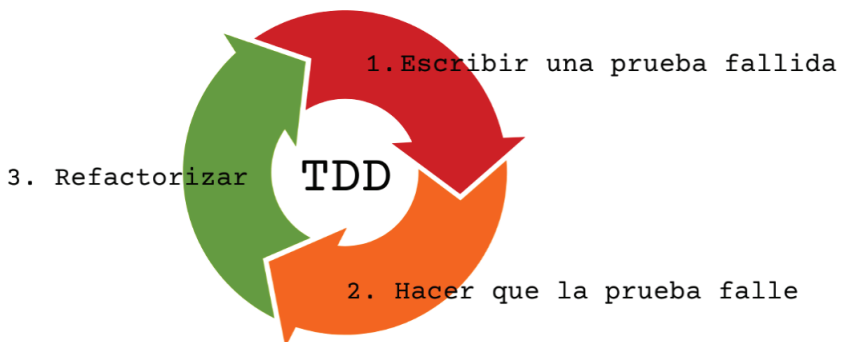 1.Escribir una prueba fallida
TDD
3. Refactorizar
2. Hacer que la prueba falle